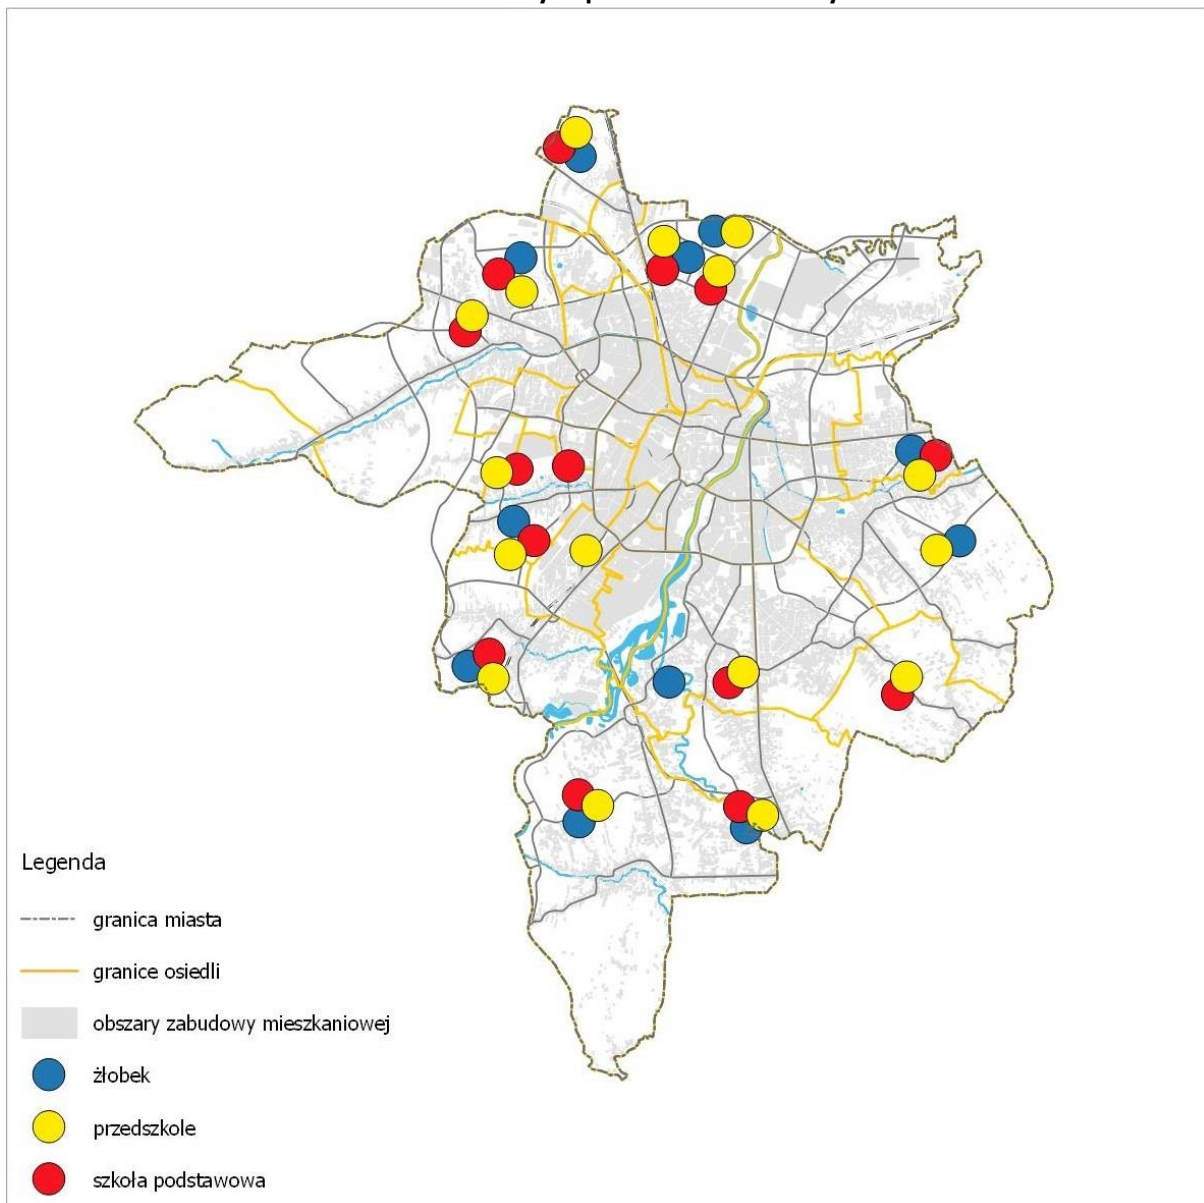 Legenda
granica miasta
granice osiedli
obszary zabudowy mieszkaniowej
żłobek
przedszkole
szkoła podstawowa